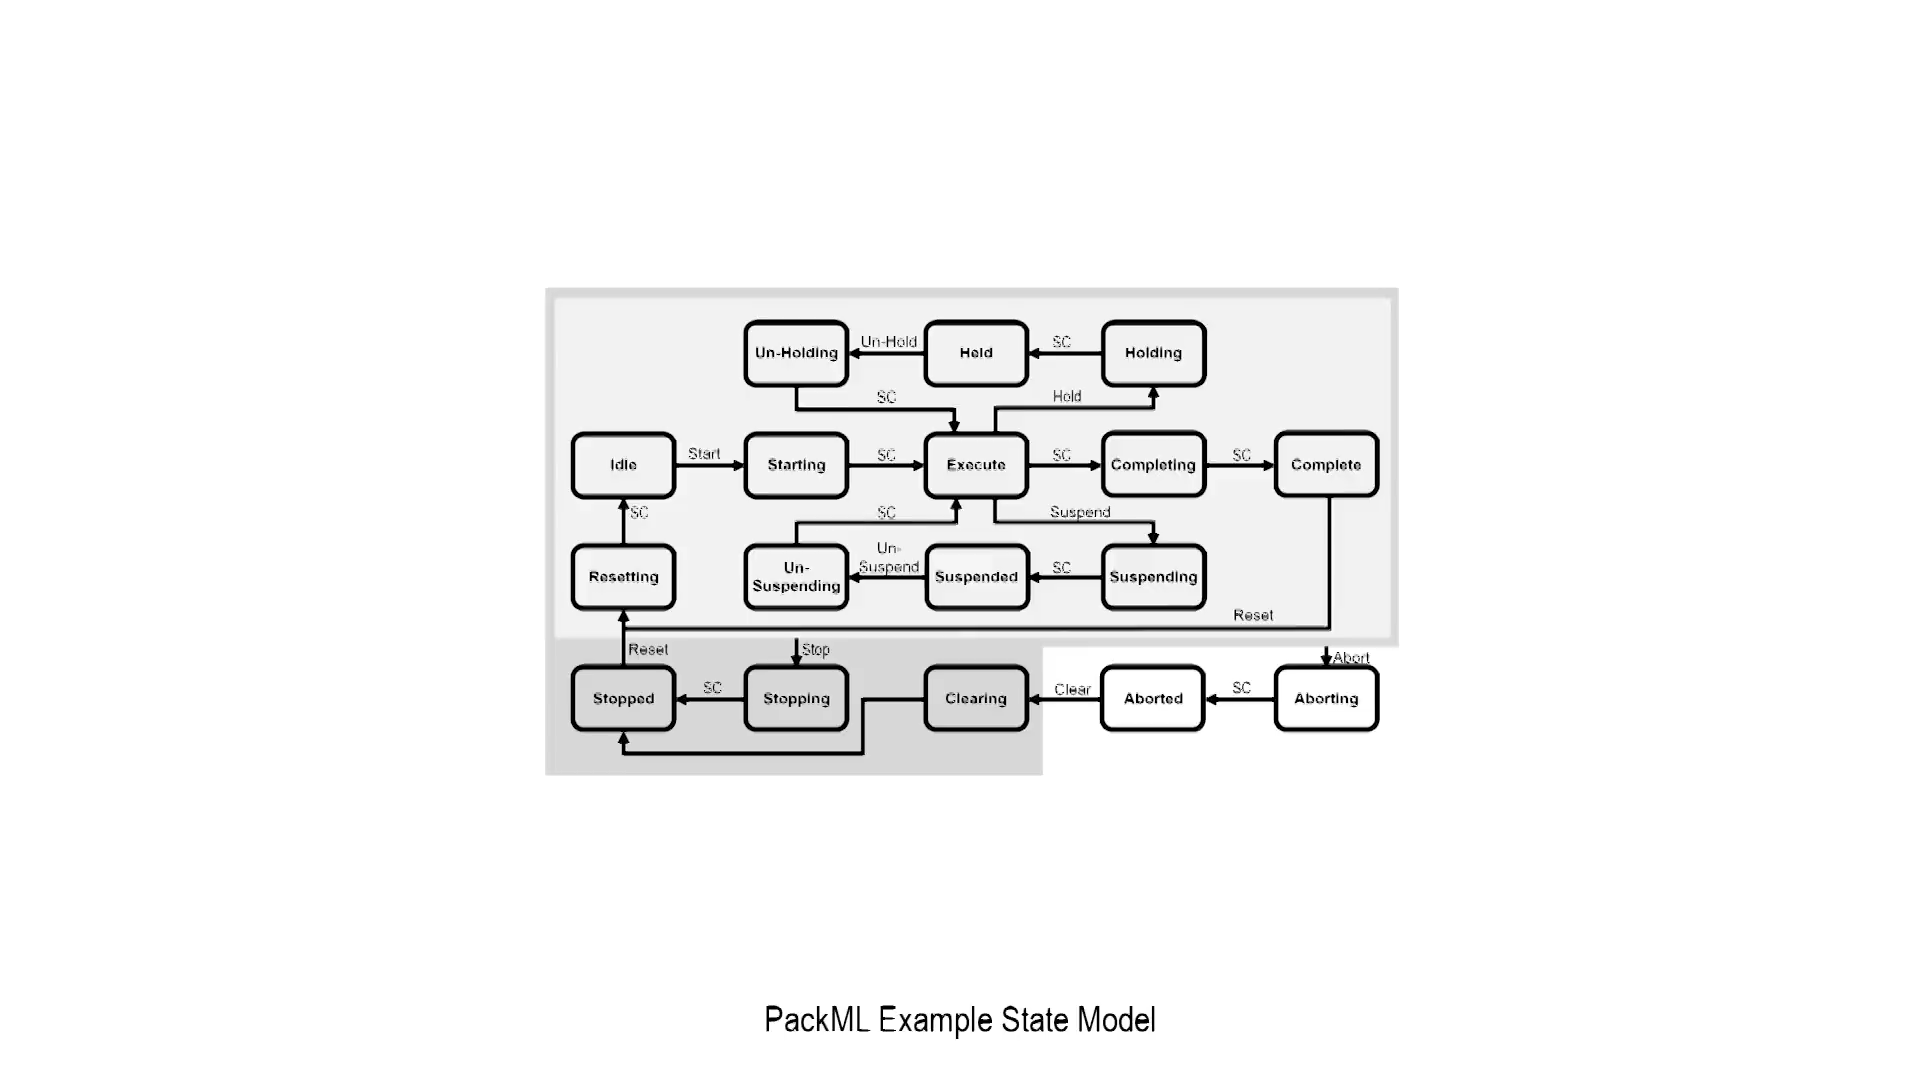 Un-Holding
Un-Hold
Held
SC
Holding
SC
Hold
Idle
Start
Starting
SC
Execute
SC
Completing
SC
Complete
SC
SC
Suspend
Resetting
Un-
Suspending
Un-
Suspend
Suspended
SC
Suspending
Reset
Reset
Stop
Abort
Stopped
SC
Stopping
Clearing
Clear
Aborted
SC
Aborting
PackML Example State Model